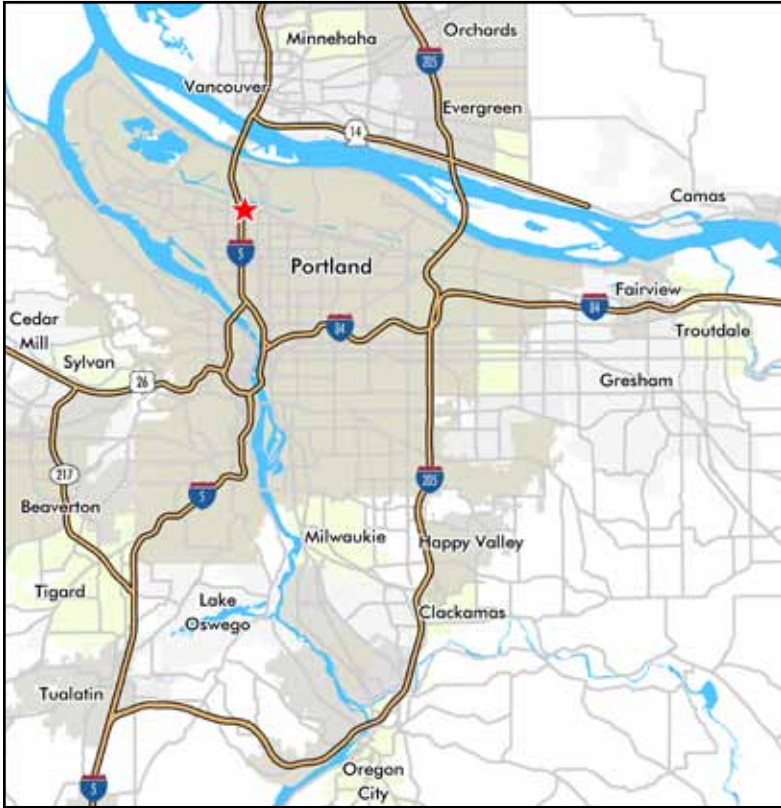 Minnehaha
Orchards
205
Vancouver
Evergreen
14
Camas
5
Portland
Fairview
84
Cedar
Mill
84
Troutdale
Sylvan
26
Gresham
217
5
205
Beaverton
Milwaukie
Happy Valley
Tigard
Lake
Oswego
Clackamas
Tualatin
Oregon
City
5